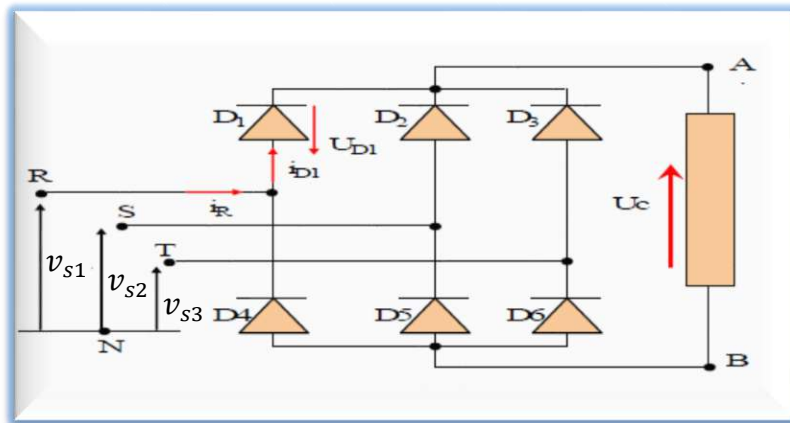 A
D1 D2 D3
UD1
iD1
R
iR
S
Uc
T
vs1 vs2 vs3
D4 D5 D6
N
B